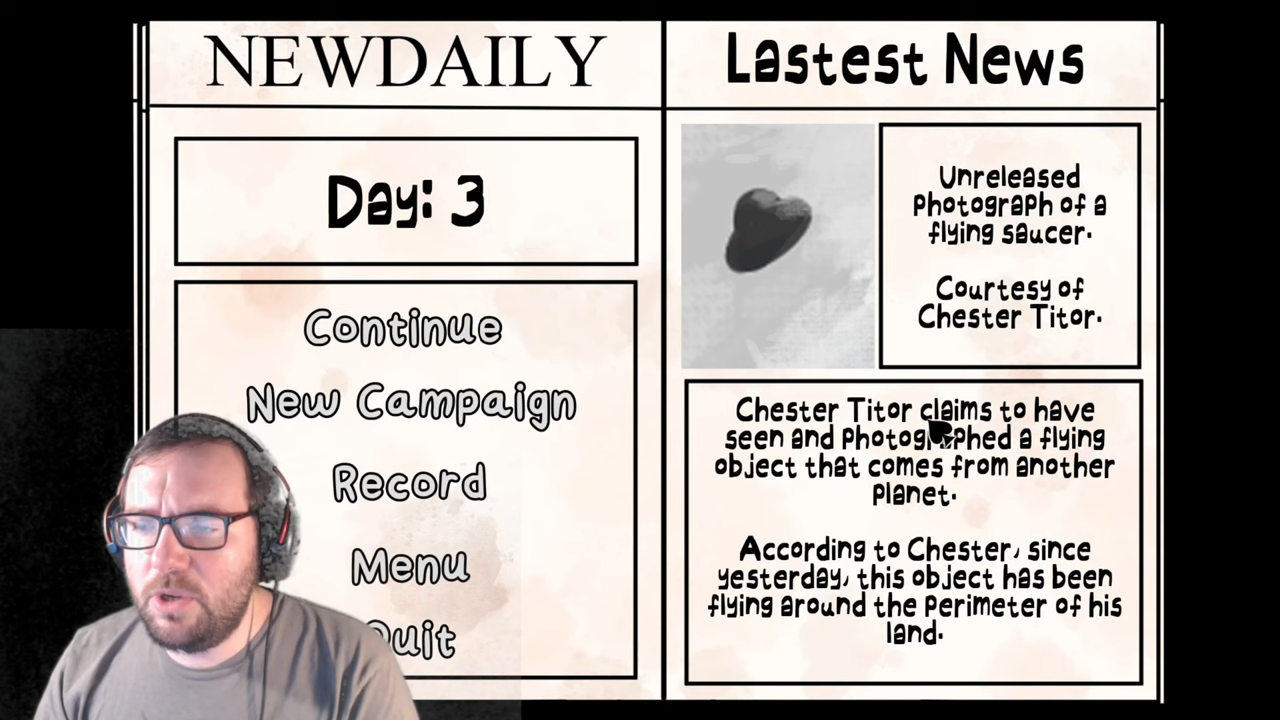 NEWDAILY
Day: 3
Continue
New Campaign
Record
Menu
Quit
Lastest News
Unreleased
Photograph of a
flying saucer.
Courtesy of
Chester Titor.
Chester Titor claims to have
seen and Photographed a flying
object that comes from another
Planet.
According to Chester, since
yesterday, this object has been
flying around the Perimeter of his
land.